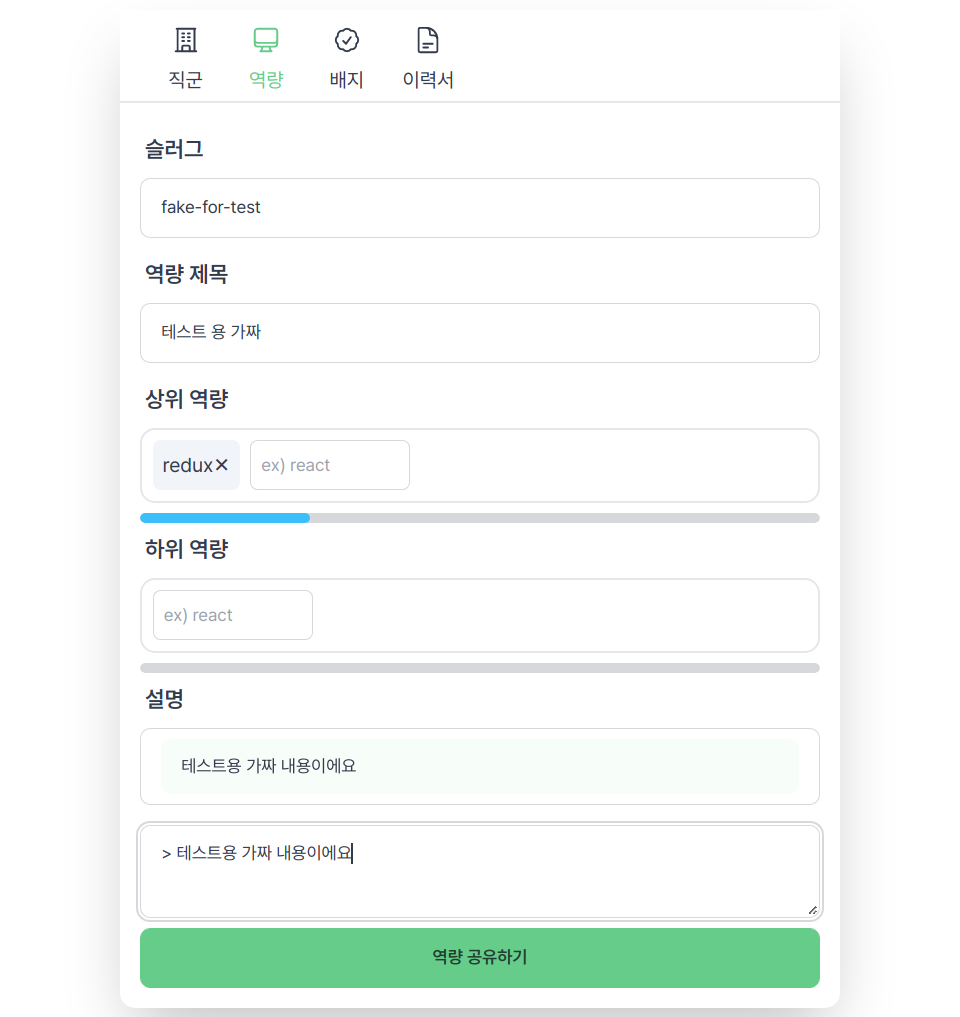 직군 역량 배지 이력서
슬러그
fake-for-test
역량 제목
테스트 용 가짜
상위 역량
redux✕ ex) react
하위 역량
ex) react
설명
테스트용 가짜 내용이에요
> 테스트용 가짜 내용이에요
역량 공유하기